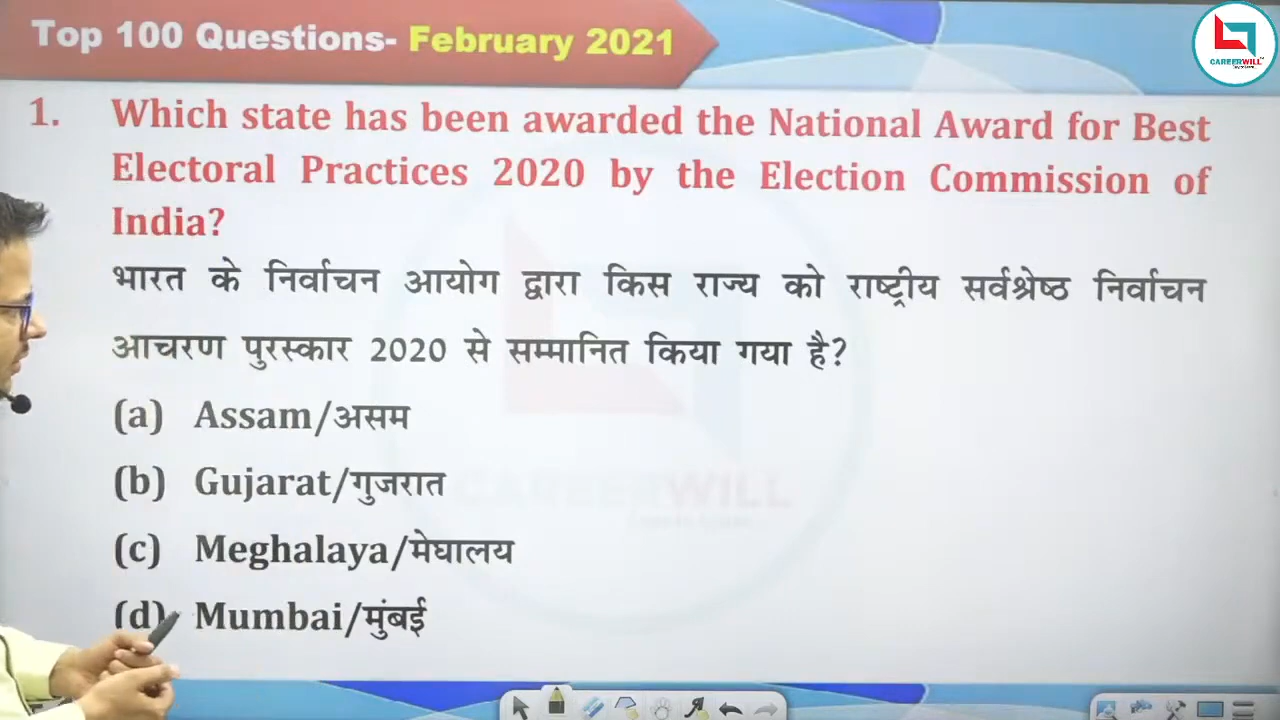 Top 100 Questions- February 2021
CAREERWILL
1. Which state has been awarded the National Award for Best
Electoral Practices 2020 by the Election Commission of
India?
भारत के निर्वाचन आयोग द्वारा किस राज्य को राष्ट्रीय सर्वश्रेष्ठ निर्वाचन
आचरण पुरस्कार 2020 से सम्मानित किया गया है?
(a) Assam/असम
(b) Gujarat/गुजरात
CAREERWILL
(c) Meghalaya/मेघालय
(d) Mumbai/मुंबई